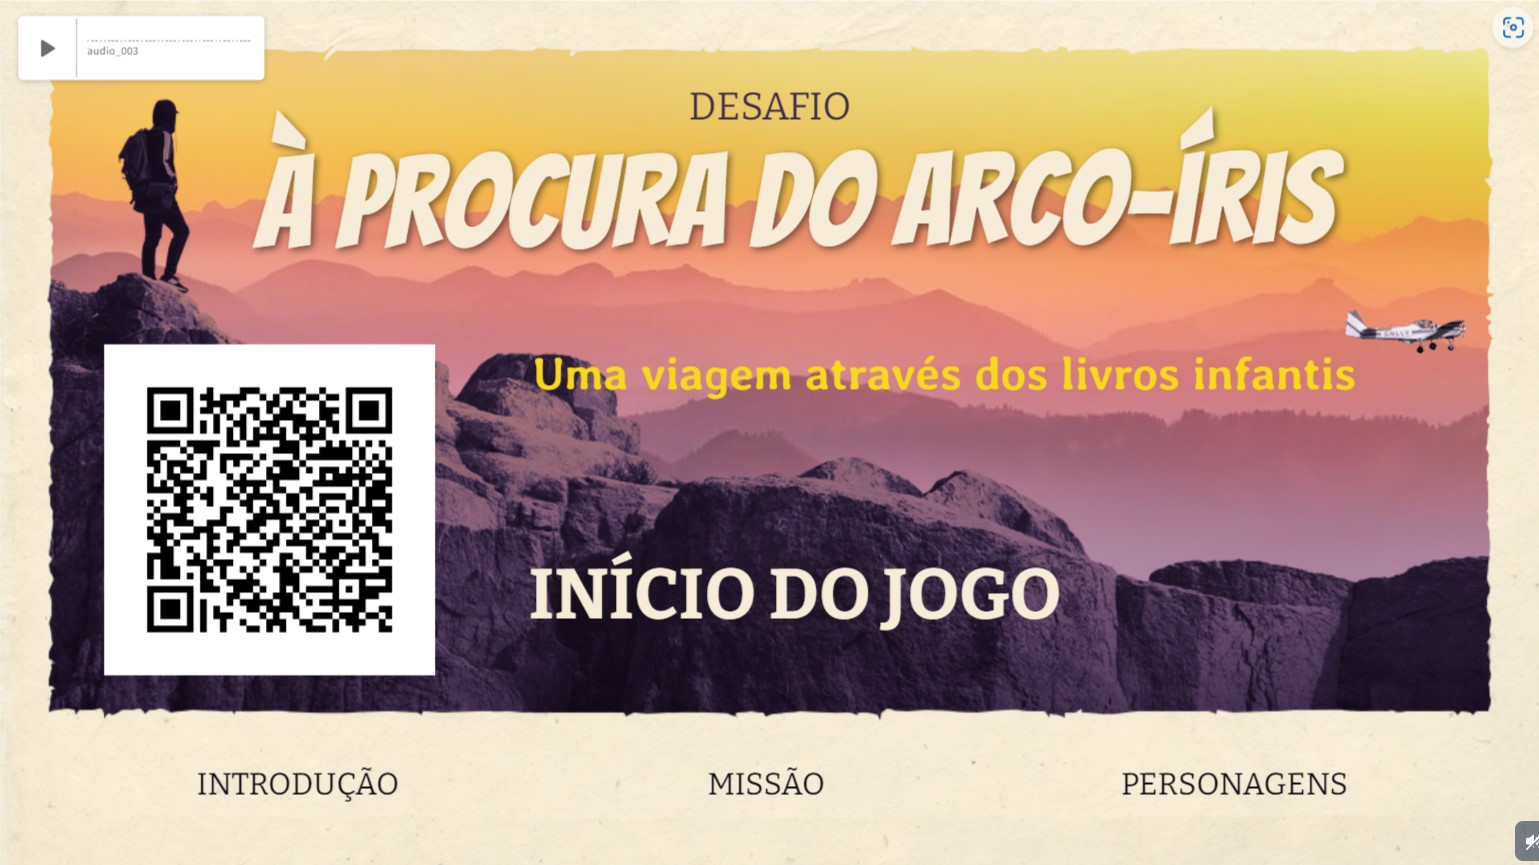 audio_003
DESAFIO
À PROCURA DO ARCO-ÍRIS
Uma viagem através dos livros infantis
INÍCIO DO JOGO
INTRODUÇÃO
MISSÃO
PERSONAGENS